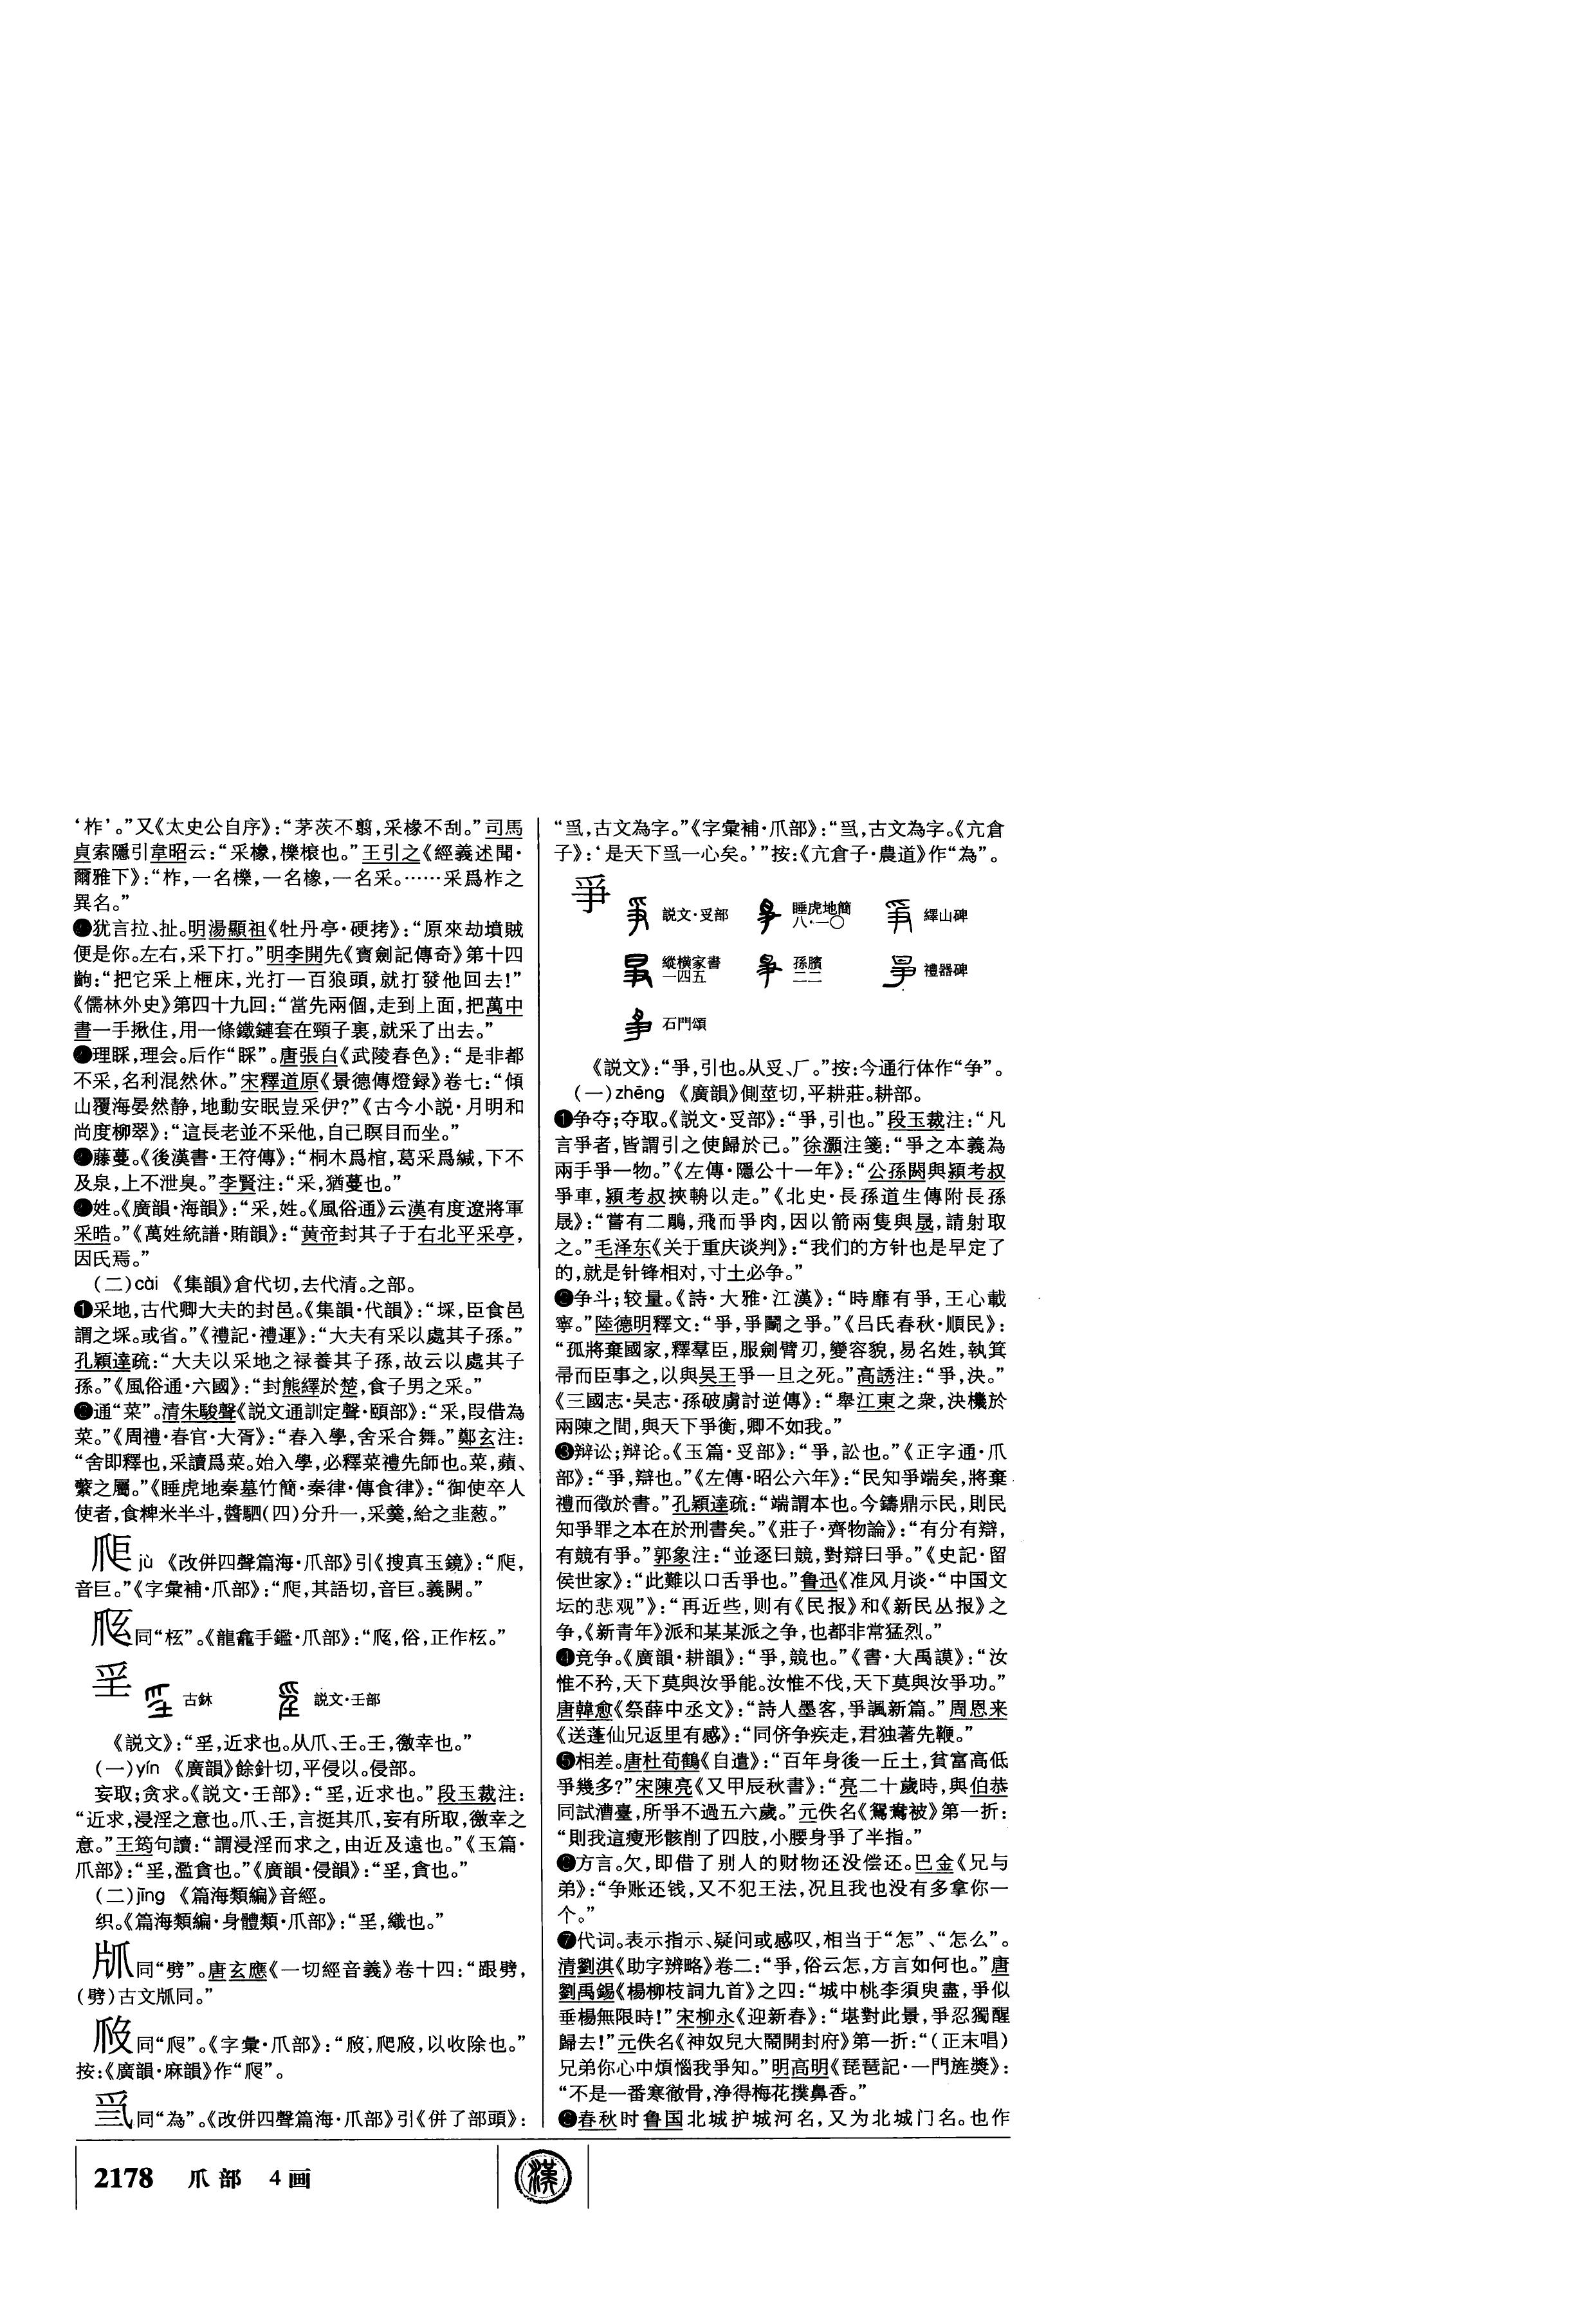 ‘柞’。”又《太史公自序》：“茅茨不翦，采椽不刮。”司馬
貞索隱引韋昭云：“采橡，櫟榱也。”王引之《經義述聞·
爾雅下》：“柞，一名櫟，一名橡，一名采。……采爲柞之
異名。”
犹言拉、扯。明湯顯祖《牡丹亭·硬拷》：“原來劫墳賊
便是你。左右，采下打。”明李開先《寳劍記傳奇》第十四
齣：“把它采上柙床，光打一百狼頭，就打發他回去！”
《儒林外史》第四十九回：“當先兩個，走到上面，把萬中
書一手揪住，用一條鐵鏈套在頸子裏，就采了出去。”
理睬，理会。后作“睬”。唐張白《武陵春色》：“是非都
不采，名利混然休。”宋釋道原《景德傳燈録》卷七：“傾
山覆海晏然静，地動安眠豈采伊？”《古今小説·月明和
尚度柳翠》：“這長老並不采他，自己瞑目而坐。”
藤蔓。《後漢書·王符傳》：“桐木爲棺，葛采爲緘，下不
及泉，上不泄臭。”李賢注：“采，猶蔓也。”
姓。《廣韻·海韻》：“采，姓。《風俗通》云漢有度遼將軍
采晧。”《萬姓統譜·賄韻》：“黄帝封其子于右北平采亭，
因氏焉。”
（二）cài 《集韻》倉代切，去代清。之部。
❶采地，古代卿大夫的封邑。《集韻·代韻》：“埰，臣食邑
謂之埰。或省。”《禮記·禮運》：“大夫有采以處其子孫。”
孔穎達疏：“大夫以采地之禄養其子孫，故云以處其子
孫。”《風俗通·六國》：“封熊繹於楚，食子男之采。”
❷通“菜”。清朱駿聲《説文通訓定聲·頤部》：“采，叚借為
菜。”《周禮·春官·大胥》：“春入學，舍采合舞。”鄭玄注：
“舍即釋也，采讀爲菜。始入學，必釋菜禮先師也。菜，蘋、
蘩之屬。”《睡虎地秦墓竹簡·秦律·傳食律》：“御使卒人
使者，食粺米半斗，醬駟（四）分升一，采羹，給之韭葱。”
jù 《改併四聲篇海·爪部》引《搜真玉鏡》：“，
音巨。”《字彙補·爪部》：“，其語切，音巨。義闕。”
同“㭁”。《龍龕手鑑·爪部》：“，俗，正作㭁。”
㸒 古鉥 説文·𡈼部
《説文》：“㸒，近求也。从爪、𡈼。𡈼，徼幸也。”
（一）yín 《廣韻》餘針切，平侵以。侵部。
妄取；貪求。《説文·𡈼部》：“㸒，近求也。”段玉裁注：
“近求，浸淫之意也。爪、𡈼，言挺其爪，妄有所取，徼幸之
意。”王筠句讀：“謂浸淫而求之，由近及遠也。”《玉篇·
爪部》：“㸒，濫貪也。”《廣韻·侵韻》：“㸒，貪也。”
（二）jīng 《篇海類編》音經。
织。《篇海類編·身體類·爪部》：“㸒，織也。”
同“劈”。唐玄應《一切經音義》卷十四：“跟劈，
（劈）古文同。”
同“㸺”。《字彙·爪部》：“，爬，以收除也。”
按：《廣韻·麻韻》作“㸺”。
同“為”。《改併四聲篇海·爪部》引《併了部頭》：
“，古文為字。”《字彙補·爪部》：“，古文為字。《亢倉
子》：‘是天下一心矣。’”按：《亢倉子·農道》作“為”。
爭 説文·𠬪部 睡虎地簡八·一〇 繹山碑
縱横家書一四五 孫臏二二 禮器碑
石門頌
《説文》：“爭，引也。从𠬪、厂。”按：今通行体作“争”。
（一）zhēng 《廣韻》側莖切，平耕莊。耕部。
❶争夺；夺取。《説文·𠬪部》：“爭，引也。”段玉裁注：“凡
言爭者，皆謂引之使歸於己。”徐灝注箋：“爭之本義為
兩手爭一物。”《左傳·隱公十一年》：“公孫閼與潁考叔
爭車，潁考叔挾輈以走。”《北史·長孫道生傳附長孫
晟》：“嘗有二鵰，飛而爭肉，因以箭兩隻與晟，請射取
之。”毛泽东《关于重庆谈判》：“我们的方针也是早定了
的，就是针锋相对，寸土必争。”
❷争斗；较量。《詩·大雅·江漢》：“時靡有爭，王心載
寧。”陸德明釋文：“爭，爭鬭之爭。”《吕氏春秋·順民》：
“孤將棄國家，釋羣臣，服劍臂刃，變容貌，易名姓，執箕
帚而臣事之，以與吴王爭一旦之死。”高誘注：“爭，決。”
《三國志·吴志·孫破虜討逆傳》：“舉江東之衆，決機於
兩陳之間，與天下爭衡，卿不如我。”
❸辩讼；辩论。《玉篇·𠬪部》：“爭，訟也。”《正字通·爪
部》：“爭，辯也。”《左傳·昭公六年》：“民知爭端矣，將棄
禮而徵於書。”孔穎達疏：“端謂本也。今鑄鼎示民，則民
知爭罪之本在於刑書矣。”《莊子·齊物論》：“有分有辯，
有競有爭。”郭象注：“並逐曰競，對辯曰爭。”《史記·留
侯世家》：“此難以口舌爭也。”鲁迅《准风月谈·“中国文
坛的悲观”》：“再近些，则有《民报》和《新民丛报》之
争，《新青年》派和某某派之争，也都非常猛烈。”
❹竞争。《廣韻·耕韻》：“爭，競也。”《書·大禹謨》：“汝
惟不矜，天下莫與汝爭能。汝惟不伐，天下莫與汝爭功。”
唐韓愈《祭薛中丞文》：“詩人墨客，爭諷新篇。”周恩来
《送蓬仙兄返里有感》：“同侪争疾走，君独著先鞭。”
❺相差。唐杜荀鶴《自遣》：“百年身後一丘土，貧富高低
爭幾多？”宋陳亮《又甲辰秋書》：“亮二十歲時，與伯恭
同試漕臺，所爭不過五六歲。”元佚名《鴛鴦被》第一折：
“則我這瘦形骸削了四肢，小腰身爭了半指。”
❻方言。欠，即借了别人的财物还没偿还。巴金《兄与
弟》：“争账还钱，又不犯王法，况且我也没有多拿你一
个。”
❼代词。表示指示、疑问或感叹，相当于“怎”、“怎么”。
清劉淇《助字辨略》卷二：“爭，俗云怎，方言如何也。”唐
劉禹錫《楊柳枝詞九首》之四：“城中桃李須臾盡，爭似
垂楊無限時！”宋柳永《迎新春》：“堪對此景，爭忍獨醒
歸去！”元佚名《神奴兒大鬧開封府》第一折：“（正末唱）
兄弟你心中煩惱我爭知。”明高明《琵琶記·一門旌獎》：
“不是一番寒徹骨，净得梅花撲鼻香。”
❽春秋时鲁国北城护城河名，又为北城门名。也作
2178 爪部 4画
漢